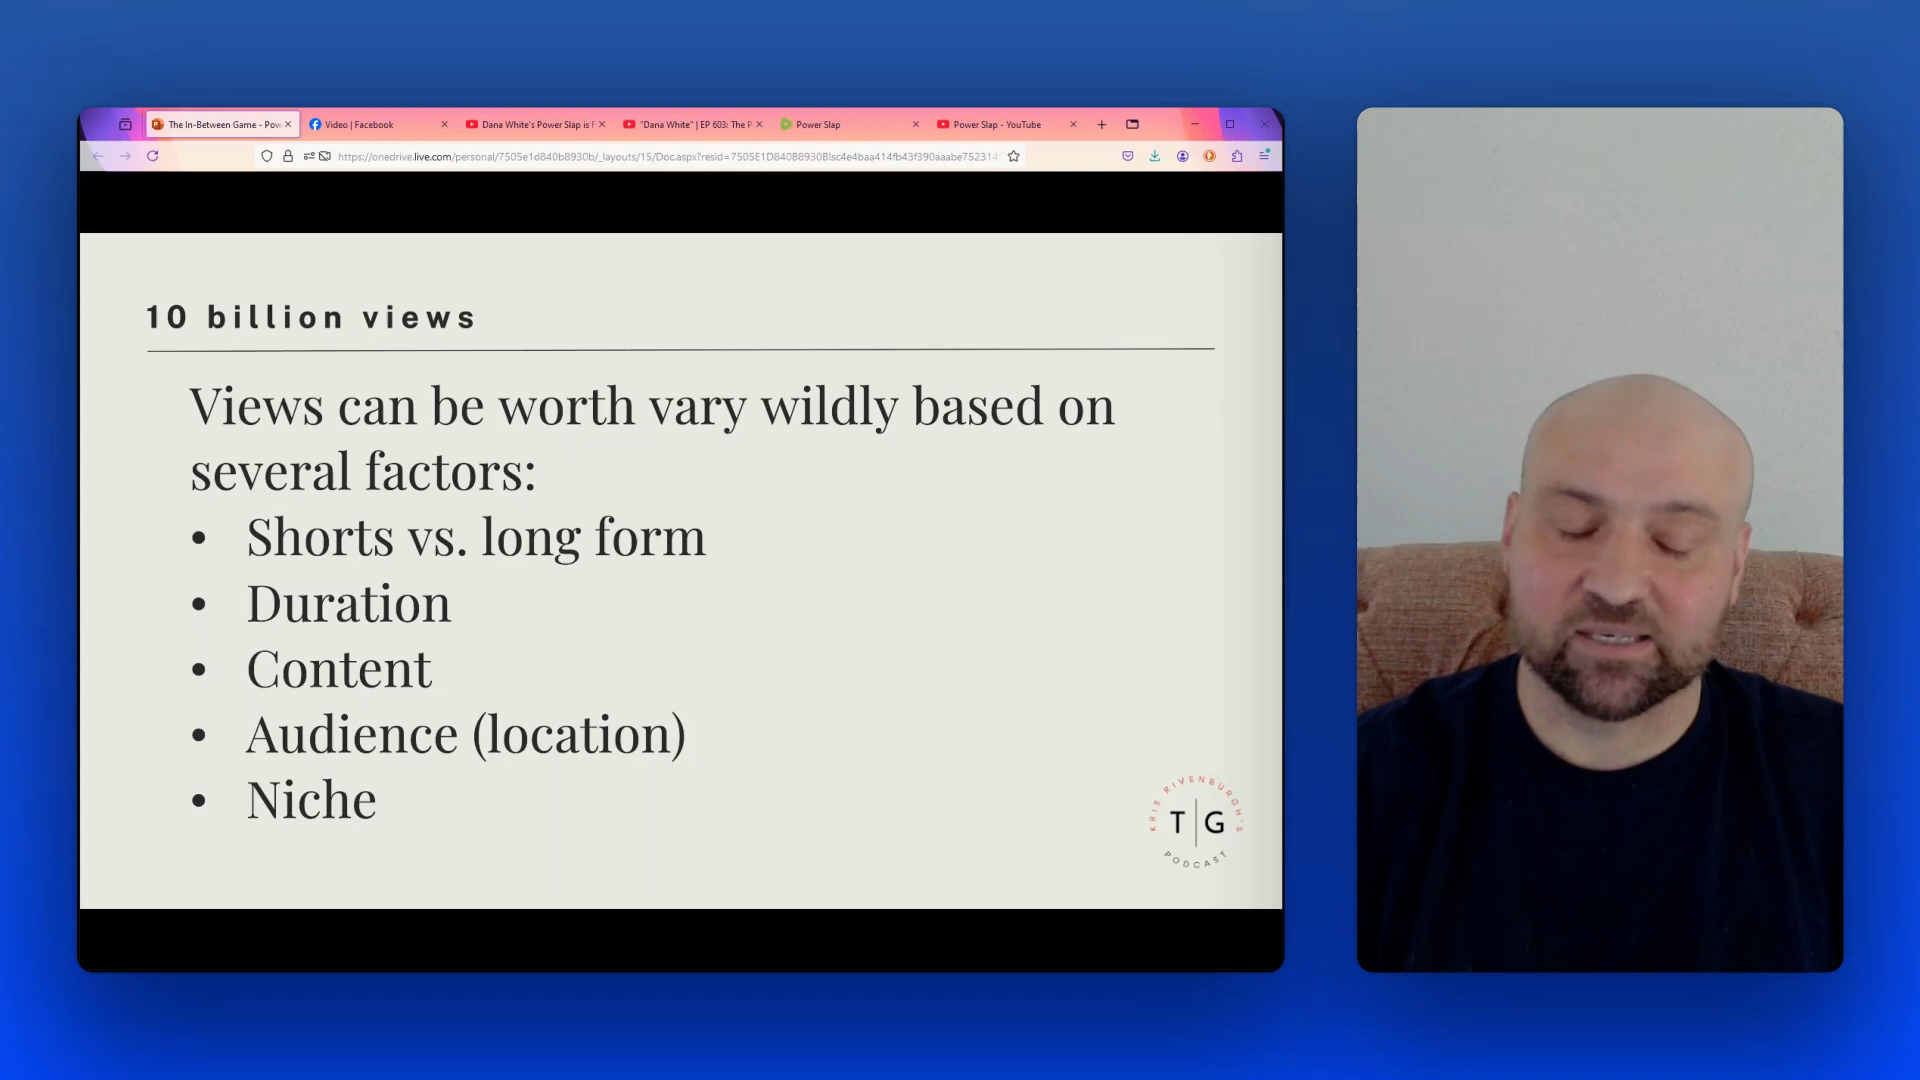 The In-Between Game - Pow
Video | Facebook
Dana White's Power Slap is F
"Dana White" | EP 603: The P
Power Slap
Power Slap - YouTube
10 billion views
Views can be worth vary wildly based on
several factors:
• Shorts vs. long form
• Duration
• Content
• Audience (location)
• Niche
KRIS RIVENBURGH'S
T|G
PODCAST